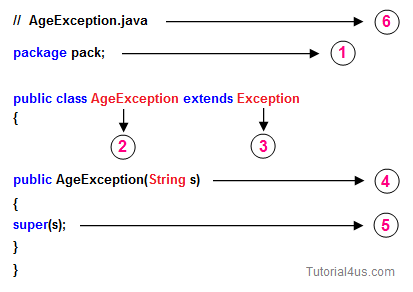 // AgeException.java 6
package pack; 1
public class AgeException extends Exception
{
2 3
public AgeException(String s) 4
{
super(s); 5
}
}
Tutorial4us.com